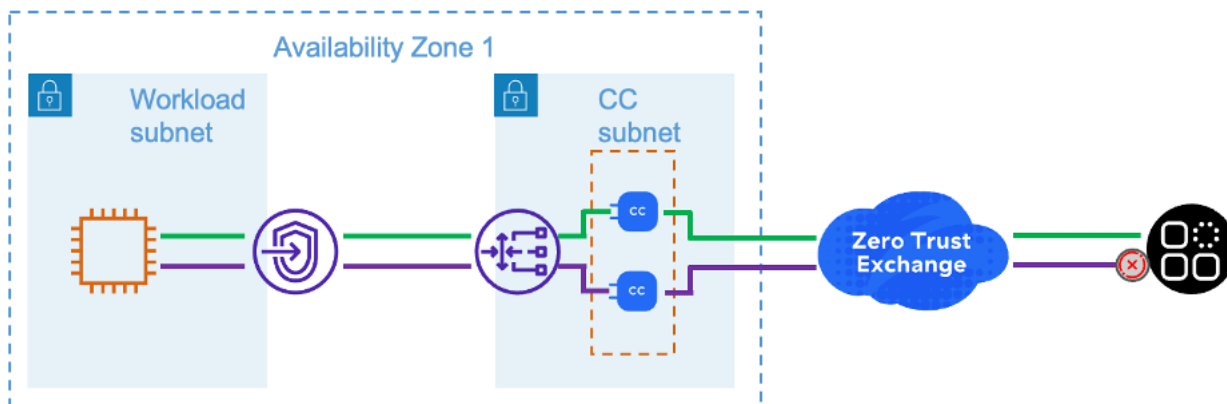 Availability Zone 1
Workload
subnet
CC
subnet
CC
CC
Zero Trust
Exchange